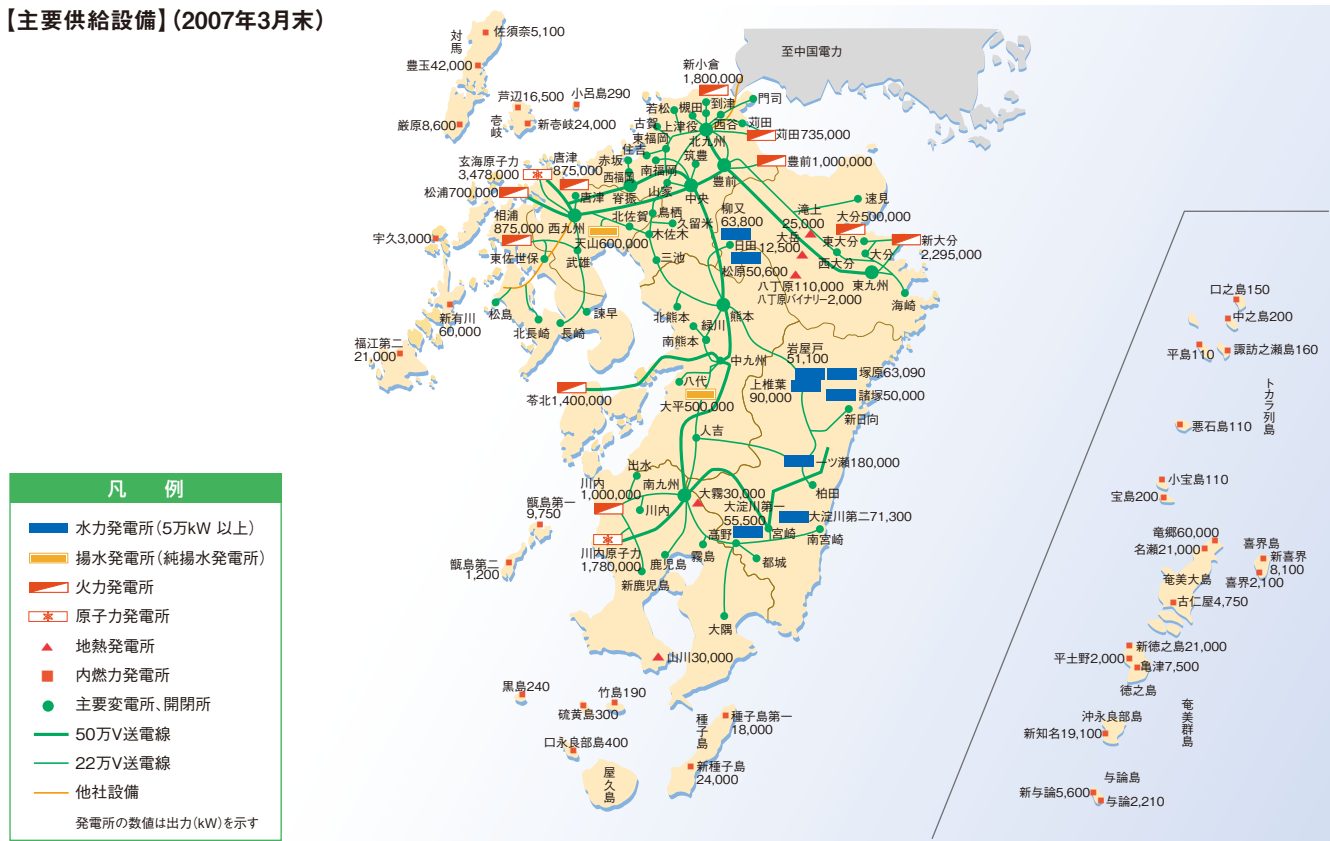 【主要供給設備】(2007年3月末)
対馬
佐須奈5,100
豊玉42,000
厳原8,600
芦辺16,500
壱岐
新壱岐24,000
小呂島290
至中国電力
新小倉
1,800,000
若松
槻田
到津
門司
古賀
上津役
西谷
苅田
北九州
苅田735,000
東福岡
住吉
筑豊
豊前1,000,000
赤坂
南福岡
西福岡
豊前
玄海原子力
3,478,000
唐津
875,000
唐津
脊振
山家
中央
松浦700,000
相浦
875,000
西九州
北佐賀
鳥栖
久留米
木佐木
天山600,000
宇久3,000
東佐世保
武雄
三池
柳又
63,800
日田
松原50,600
滝上
25,000
大岳
12,500
速見
大分500,000
東大分
大分
西大分
新大分
2,295,000
東九州
八丁原110,000
八丁原バイナリー2,000
海崎
新有川
60,000
松島
北長崎
長崎
諫早
福江第二
21,000
北熊本
熊本
緑川
南熊本
中九州
岩屋戸
51,100
塚原63,090
上椎葉
90,000
諸塚50,000
新日向
苓北1,400,000
八代
大平500,000
人吉
一ツ瀬180,000
柏田
出水
川内
1,000,000
南九州
川内
大霧30,000
大淀川第一
55,500
大淀川第二71,300
高野
宮崎
南宮崎
甑島第一
9,750
甑島第二
1,200
川内原子力
1,780,000
鹿児島
霧島
都城
新鹿児島
大隅
山川30,000
黒島240
竹島190
硫黄島300
口永良部島400
種子島
種子島第一
18,000
新種子島
24,000
屋久島
口之島150
中之島200
平島110
諏訪之瀬島160
トカラ列島
悪石島110
小宝島110
宝島200
竜郷60,000
名瀬21,000
喜界島
新喜界
8,100
喜界2,100
奄美大島
古仁屋4,750
新徳之島21,000
平土野2,000
亀津7,500
徳之島
沖永良部島
新知名19,100
奄美群島
与論島
新与論5,600
与論2,210
凡 例
水力発電所(5万kW 以上)
揚水発電所(純揚水発電所)
火力発電所
原子力発電所
地熱発電所
内燃力発電所
主要変電所、開閉所
50万V送電線
22万V送電線
他社設備
発電所の数値は出力(kW)を示す